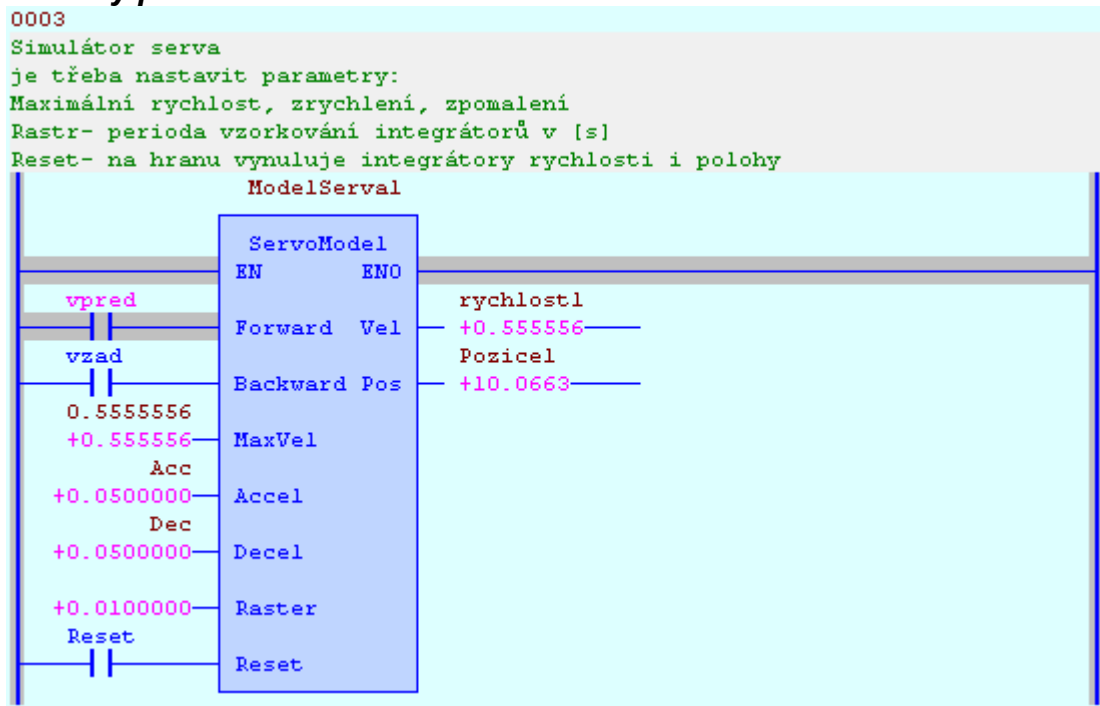 0003
Simulátor serva
je třeba nastavit parametry:
Maximální rychlost, zrychlení, zpomalení
Rastr- perioda vzorkování integrátorů v [s]
Reset- na hranu vynuluje integrátory rychlosti i polohy
ModelServa1
ServoModel
EN ENO
vpred rychlost1
Forward Vel +0.555556
vzad Pozice1
Backward Pos +10.0663
0.5555556
+0.555556 MaxVel
Acc
+0.0500000 Accel
Dec
+0.0500000 Decel
+0.0100000 Raster
Reset
Reset